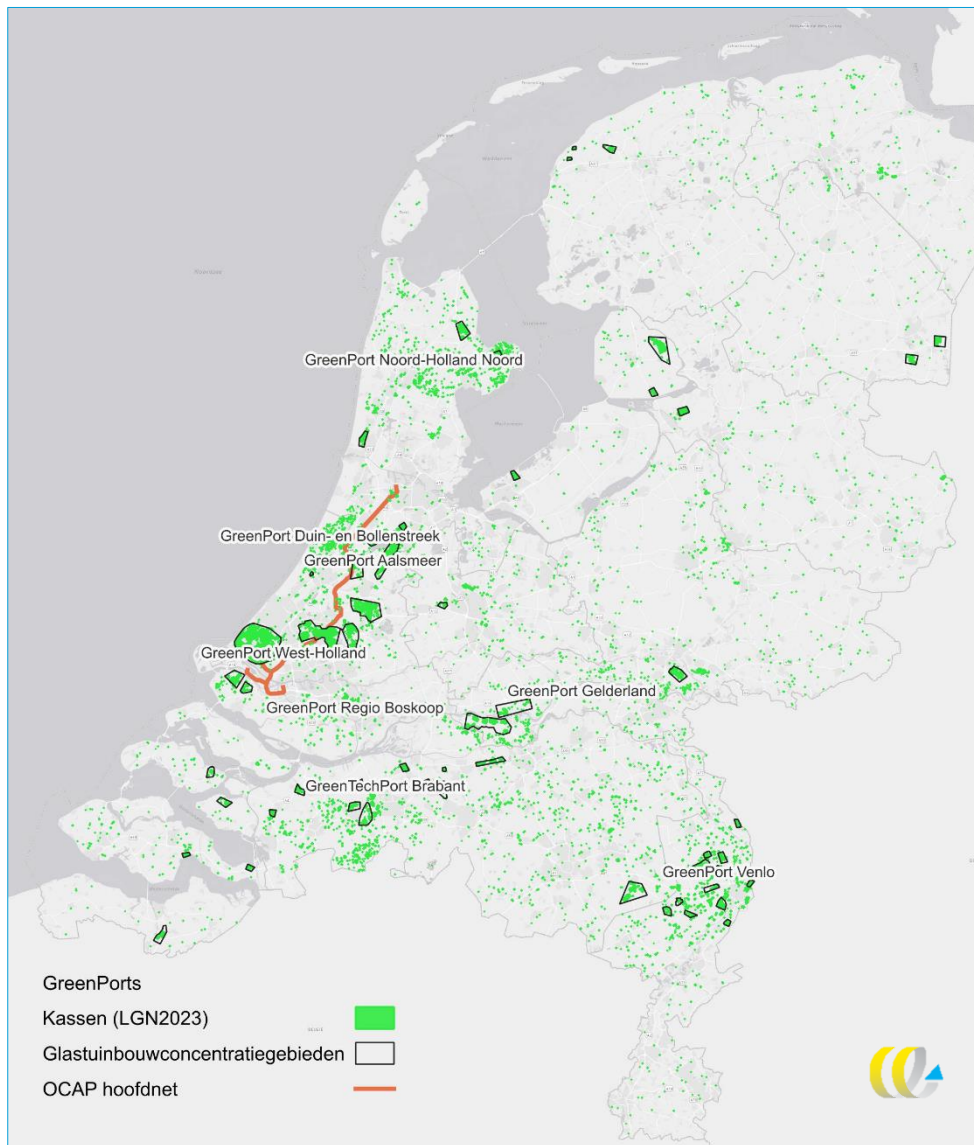 GreenPort Noord-Holland Noord
GreenPort Duin- en Bollenstreek
GreenPort Aalsmeer
GreenPort West-Holland
GreenPort Gelderland
GreenPort Regio Boskoop
GreenTechPort Brabant
GreenPort Venlo
GreenPorts
Kassen (LGN2023)
Glastuinbouwconcentratiegebieden
OCAP hoofdnet